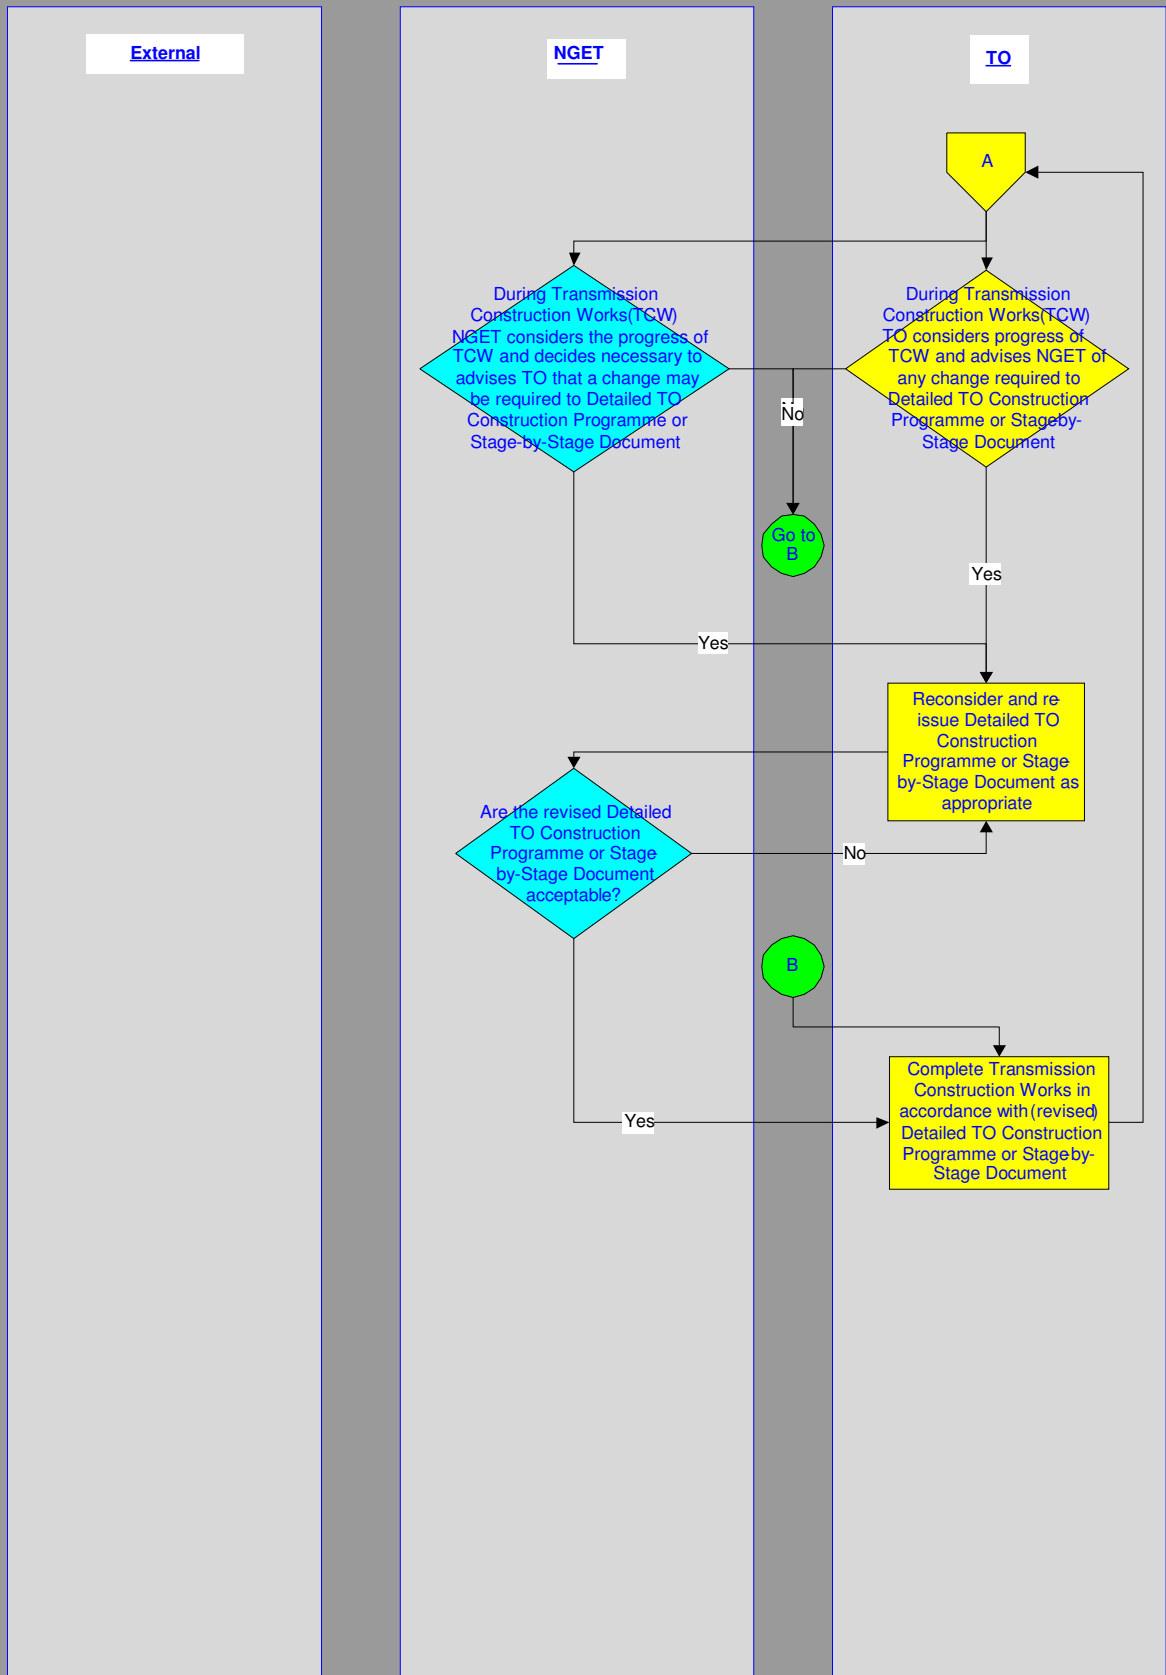 External
NGET
TO
A
During Transmission
Construction Works(TCW)
NGET considers the progress of
TCW and decides necessary to
advises TO that a change may
be required to Detailed TO
Construction Programme or
Stage-by-Stage Document
During Transmission
Construction Works(TCW)
TO considers progress of
TCW and advises NGET of
any change required to
Detailed TO Construction
Programme or Stageby-
Stage Document
No
Go to
B
Yes
Yes
Reconsider and re-
issue Detailed TO
Construction
Programme or Stage-
by-Stage Document as
appropriate
Are the revised Detailed
TO Construction
Programme or Stage-
by-Stage Document
acceptable?
No
B
Complete Transmission
Construction Works in
accordance with (revised)
Detailed TO Construction
Programme or Stageby-
Stage Document
Yes